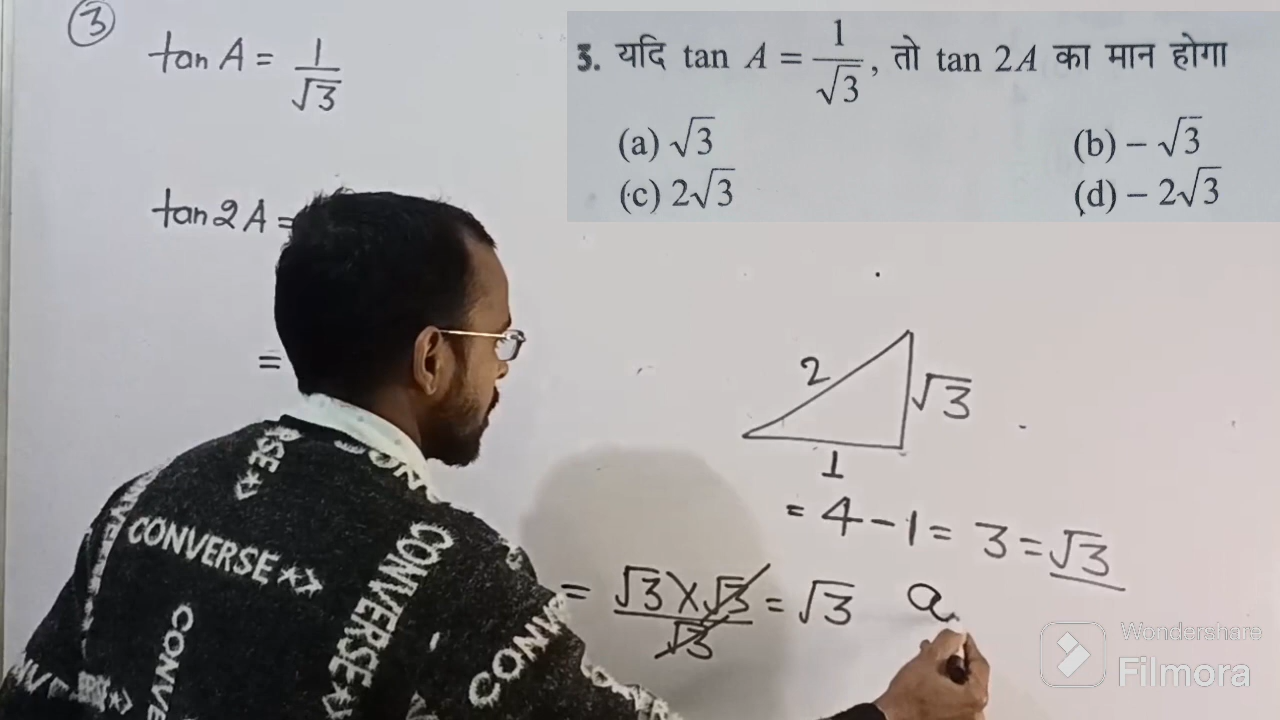 ③
tan A = 1/√3
3. यदि tan A = 1/√3, तो tan 2A का मान होगा
(a) √3
(b) – √3
(c) 2√3
(d) – 2√3
tan 2A =
=
2
√3
1
= 4 - 1 = 3 = √3
= √3 × √3 / √3 = √3 a
CONVERSE
CONVERSE
Wondershare
Filmora